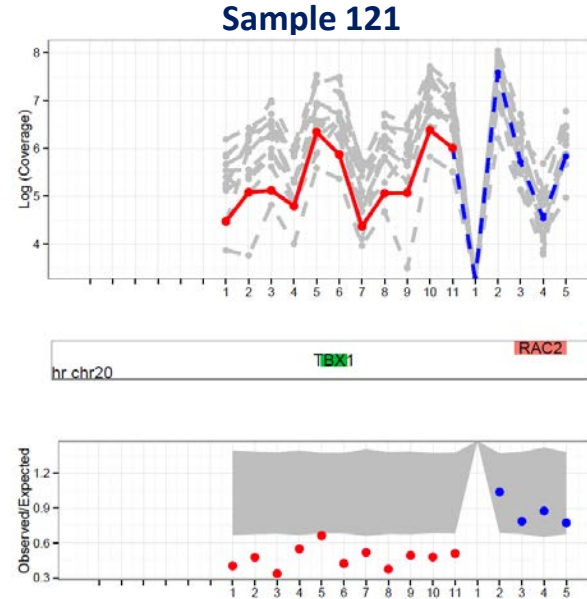 Sample 121
Log (Coverage)
8
7
6
5
4
1 2 3 4 5 6 7 8 9 10 11 1 2 3 4 5
TBX1
RAC2
hr chr20
Observed/Expected
1.2
0.9
0.6
0.3
1 2 3 4 5 6 7 8 9 10 11 1 2 3 4 5